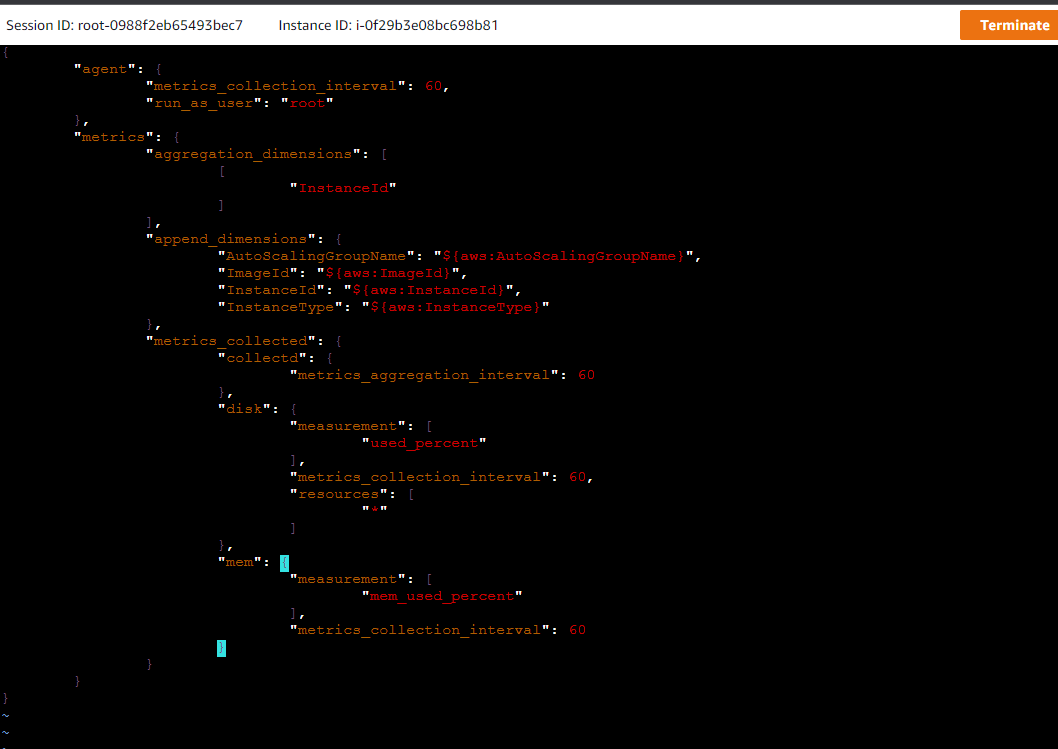 Session ID: root-0988f2eb65493bec7 Instance ID: i-0f29b3e08bc698b81 Terminate
{
"agent": {
"metrics_collection_interval": 60,
"run_as_user": "root"
},
"metrics": {
"aggregation_dimensions": [
[
"InstanceId"
]
],
"append_dimensions": {
"AutoScalingGroupName": "${aws:AutoScalingGroupName}",
"ImageId": "${aws:ImageId}",
"InstanceId": "${aws:InstanceId}",
"InstanceType": "${aws:InstanceType}"
},
"metrics_collected": {
"collectd": {
"metrics_aggregation_interval": 60
},
"disk": {
"measurement": [
"used_percent"
],
"metrics_collection_interval": 60,
"resources": [
"*"
]
},
"mem": {
"measurement": [
"mem_used_percent"
],
"metrics_collection_interval": 60
}
}
}
}
~
~